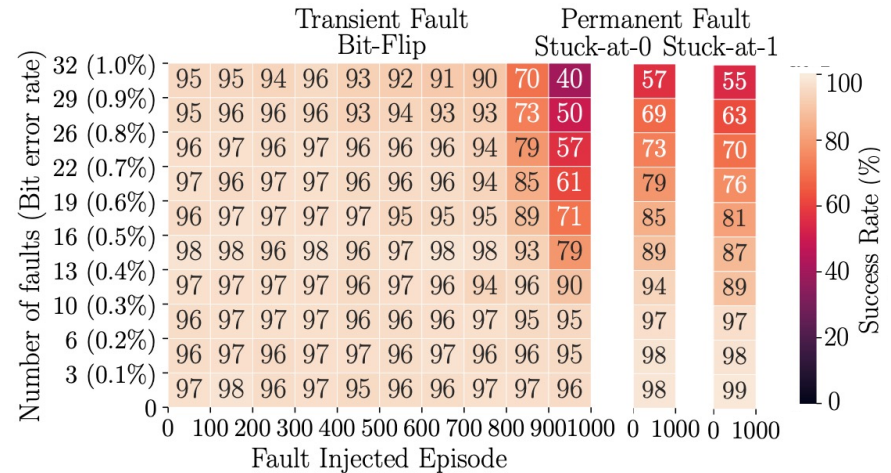 Transient Fault
Bit-Flip
Permanent Fault
Stuck-at-0 Stuck-at-1
Number of faults (Bit error rate)
32 (1.0%)
29 (0.9%)
26 (0.8%)
22 (0.7%)
19 (0.6%)
16 (0.5%)
13 (0.4%)
10 (0.3%)
6 (0.2%)
3 (0.1%)
0
95 95 94 96 93 92 91 90 70 40 57 55
95 96 96 96 93 94 93 93 73 50 69 63
96 97 96 97 96 96 96 94 79 57 73 70
97 96 97 97 96 96 96 94 85 61 79 76
96 97 97 97 97 95 95 95 89 71 85 81
98 98 96 98 96 97 98 98 93 79 89 87
97 97 97 97 96 97 96 94 96 90 94 89
96 97 97 97 96 96 96 97 95 95 97 97
96 97 96 97 97 96 97 96 96 95 98 98
97 98 96 97 95 96 96 97 97 96 98 99
0 100 200 300 400 500 600 700 800 9001000 0 1000 0 1000
Fault Injected Episode
100
80
60
40
20
0
Success Rate (%)